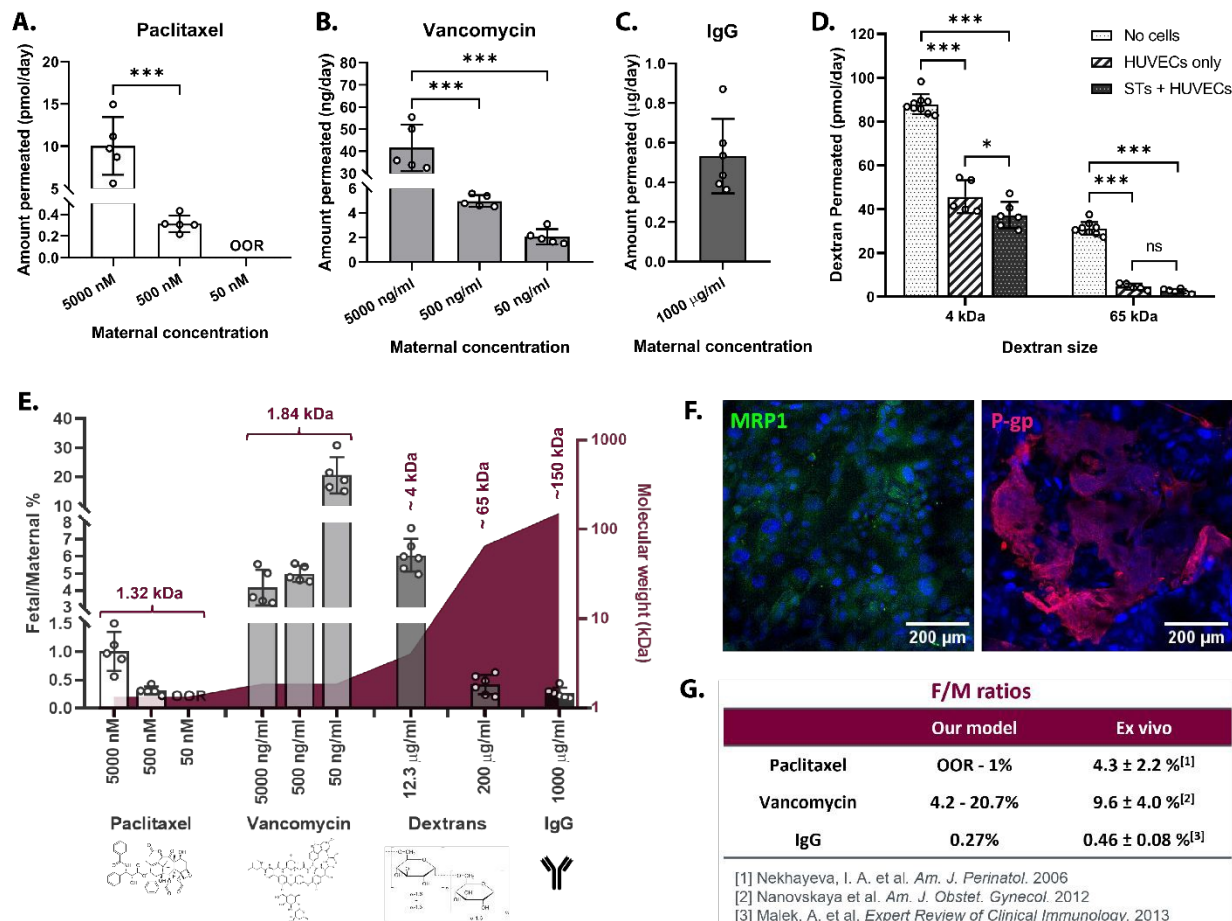 A.
Paclitaxel
Amount permeated (pmol/day)
20
15
10
5
0.4
0.2
0.0
***
OOR
5000 nM
500 nM
50 nM
Maternal concentration
B.
Vancomycin
Amount permeated (ng/day)
90
80
70
60
50
40
30
6
4
2
0
***
***
5000 ng/ml
500 ng/ml
50 ng/ml
Maternal concentration
C.
IgG
Amount permeated (µg/day)
1.0
0.8
0.6
0.4
0.2
0.0
1000 µg/ml
Maternal concentration
D.
Dextran Permeated (pmol/day)
120
100
80
60
40
20
0
***
***
*
***
***
ns
No cells
HUVECs only
STs + HUVECs
4 kDa
65 kDa
Dextran size
E.
Fetal/Maternal %
40
30
20
10
8
7
6
5
4
3
1.5
1.0
0.5
0.0
1.32 kDa
1.84 kDa
~ 4 kDa
~ 65 kDa
~150 kDa
OOR
1000
100
10
1
Molecular weight (kDa)
5000 nM
500 nM
50 nM
5000 ng/ml
500 ng/ml
50 ng/ml
12.3 µg/ml
200 µg/ml
1000 µg/ml
Paclitaxel
Vancomycin
Dextrans
IgG
F.
MRP1
200 µm
P-gp
200 µm
G.
F/M ratios
Our model Ex vivo
Paclitaxel OOR - 1% 4.3 ± 2.2 %[1]
Vancomycin 4.2 - 20.7% 9.6 ± 4.0 %[2]
IgG 0.27% 0.46 ± 0.08 %[3]
[1] Nekhayeva, I. A. et al. Am. J. Perinatol. 2006
[2] Nanovskaya et al. Am. J. Obstet. Gynecol. 2012
[3] Malek, A. et al. Expert Review of Clinical Immunology. 2013